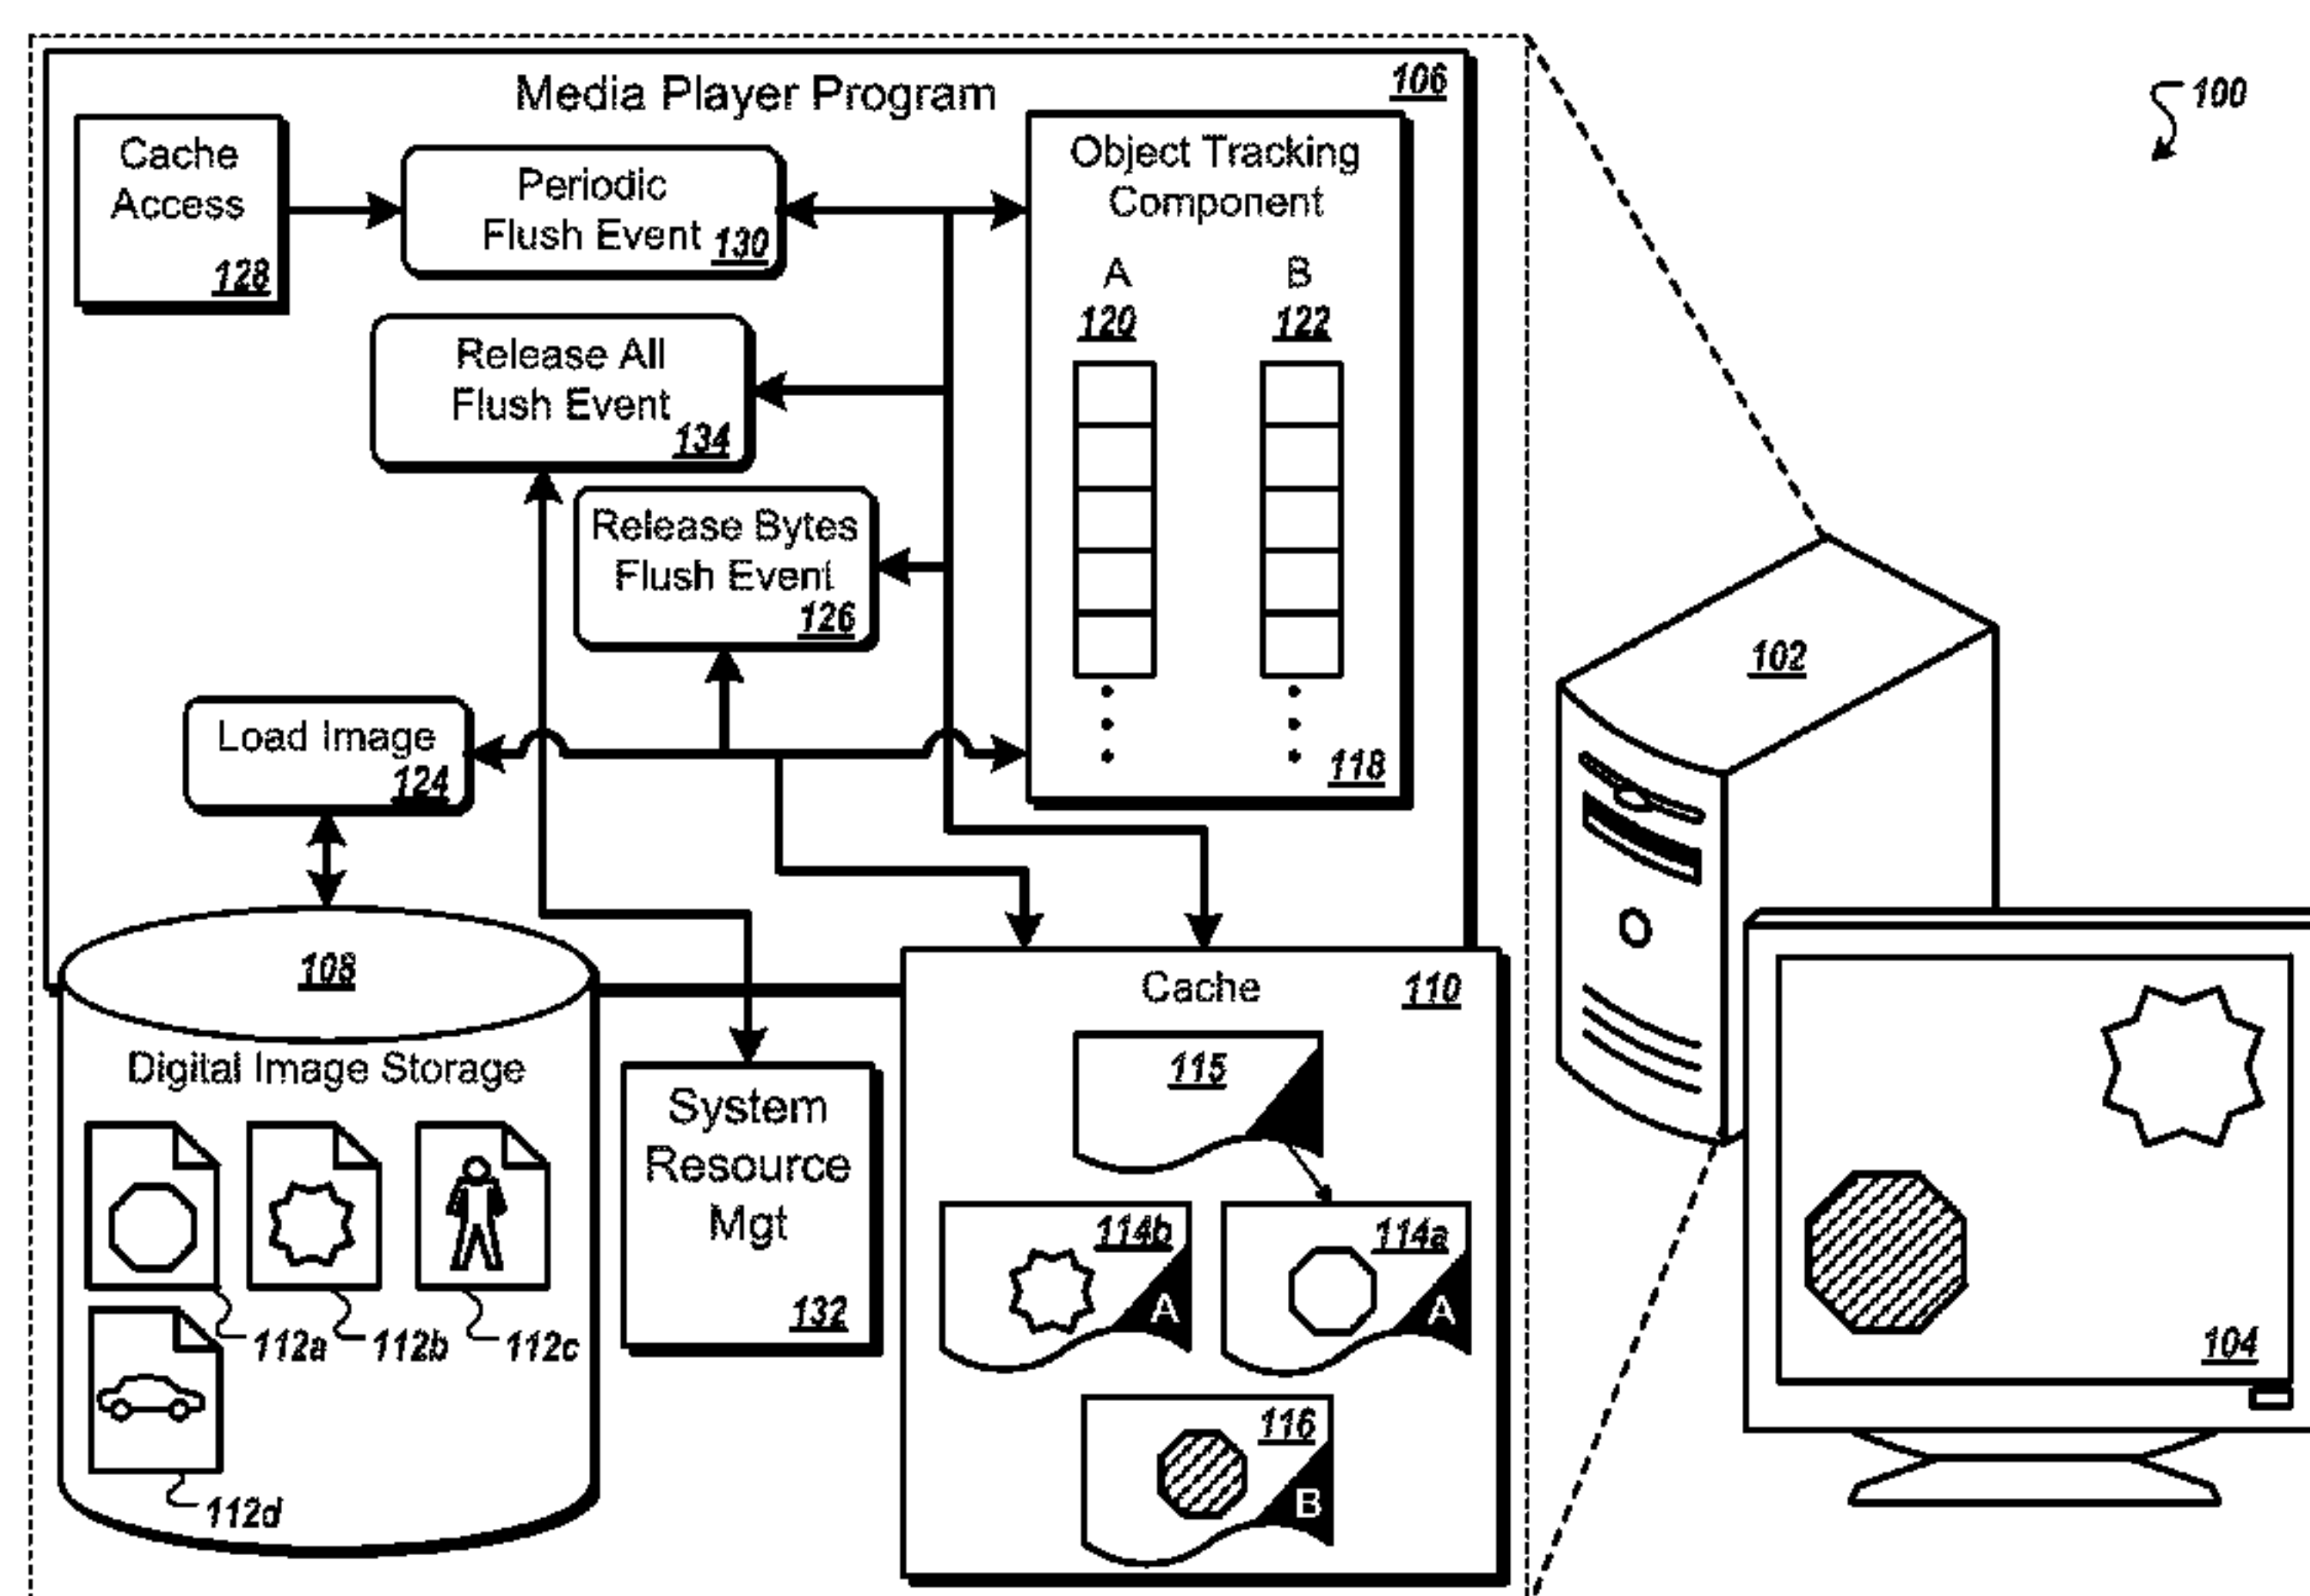 Media Player Program
106
100
Cache
Access
128
Periodic
Flush Event
130
Object Tracking
Component
A
B
120
122
Release All
Flush Event
134
Release Bytes
Flush Event
126
102
Load Image
124
118
108
Cache
110
Digital Image Storage
115
System
Resource
Mgt
132
114b
A
114a
A
112a
112b
112c
104
116
B
112d